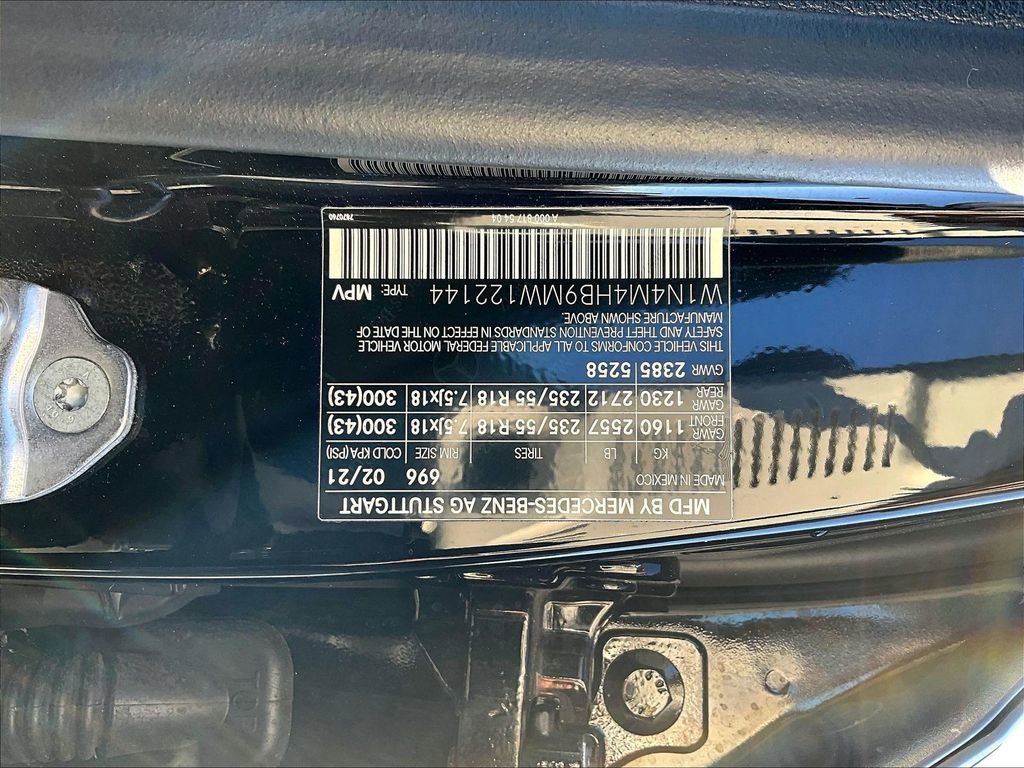 MFD BY MERCEDES-BENZ AG STUTTGART
MADE IN MEXICO 02/21 696
KG LB TIRES RIM SIZE COLD KPA (PSI)
GAWR FRONT 1160 2557 235/55 R18 7.5Jx18 300(43)
GAWR REAR 1230 2712 235/55 R18 7.5Jx18 300(43)
GVWR 2385 5258
THIS VEHICLE CONFORMS TO ALL APPLICABLE FEDERAL MOTOR VEHICLE
SAFETY AND THEFT PREVENTION STANDARDS IN EFFECT ON THE DATE OF
MANUFACTURE SHOWN ABOVE.
W1N4M4HB9MW122144 TYPE: MPV
A 000 817 54 04